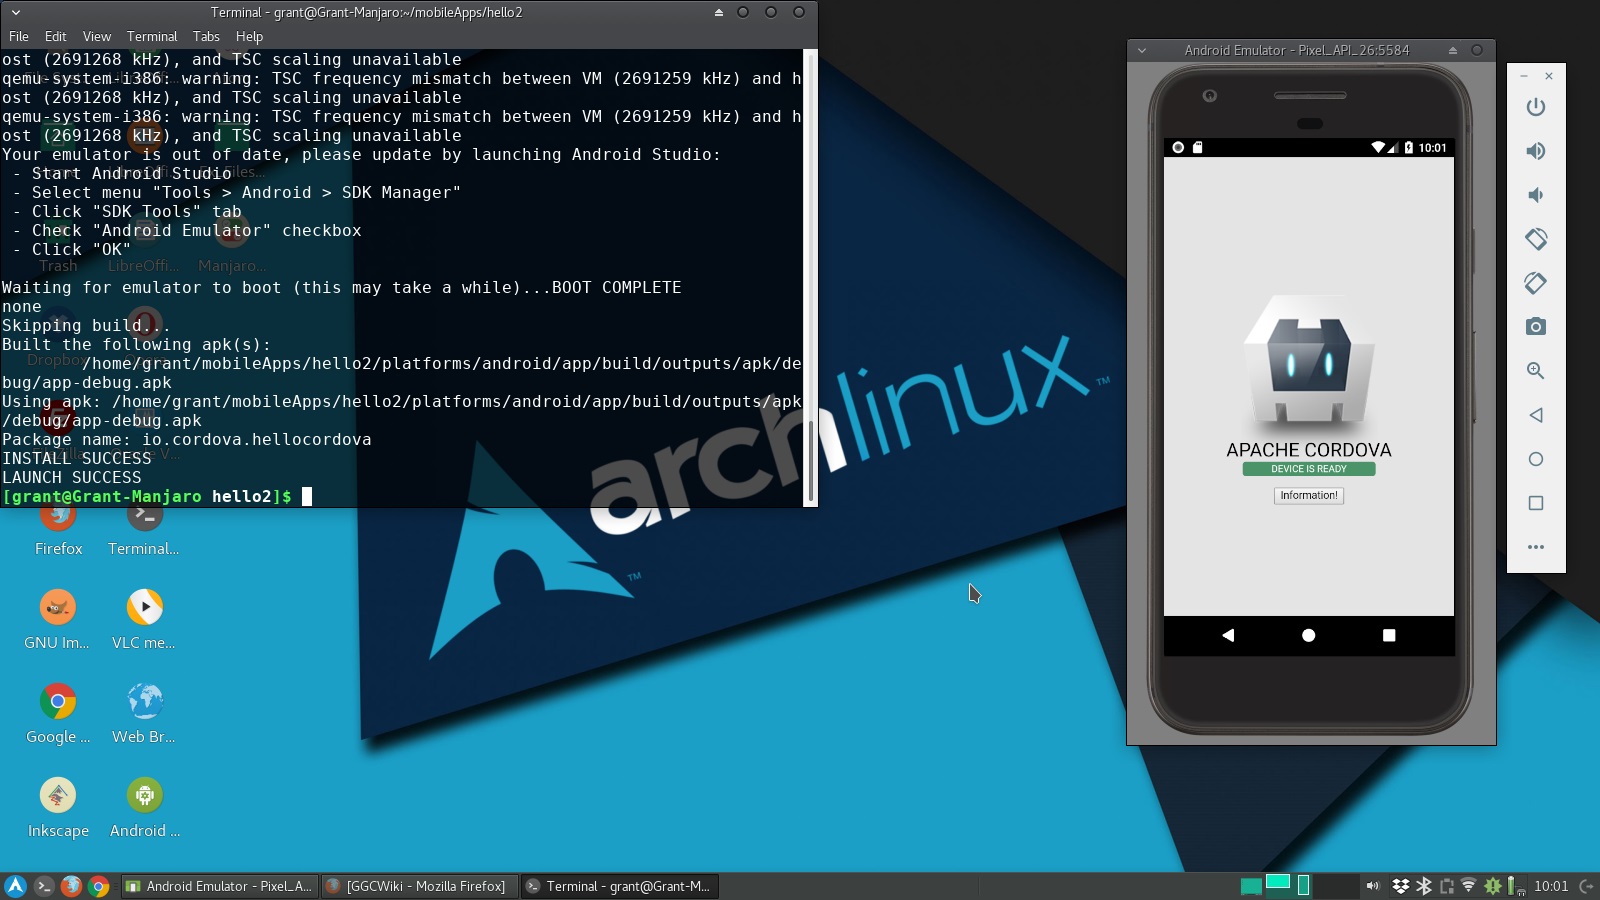 Terminal - grant@Grant-Manjaro:~/mobileApps/hello2
File Edit View Terminal Tabs Help
ost (2691268 kHz), and TSC scaling unavailable
qemu-system-i386: warning: TSC frequency mismatch between VM (2691259 kHz) and h
ost (2691268 kHz), and TSC scaling unavailable
qemu-system-i386: warning: TSC frequency mismatch between VM (2691259 kHz) and h
ost (2691268 kHz), and TSC scaling unavailable
Your emulator is out of date, please update by launching Android Studio:
- Start Android Studio
- Select menu "Tools > Android > SDK Manager"
- Click "SDK Tools" tab
- Check "Android Emulator" checkbox
- Click "OK"
Waiting for emulator to boot (this may take a while)...BOOT COMPLETE
none
Skipping build...
Built the following apk(s):
/home/grant/mobileApps/hello2/platforms/android/app/build/outputs/apk/de
bug/app-debug.apk
Using apk: /home/grant/mobileApps/hello2/platforms/android/app/build/outputs/apk
/debug/app-debug.apk
Package name: io.cordova.hellocordova
INSTALL SUCCESS
LAUNCH SUCCESS
[grant@Grant-Manjaro hello2]$
Trash LibreOffi... Manjaro...
Dropbox
Firefox Terminal...
GNU Im... VLC me...
Google ... Web Br...
Inkscape Android ...
archlinux™
™
Android Emulator - Pixel_API_26:5584
10:01
APACHE CORDOVA
DEVICE IS READY
Information!
Android Emulator - Pixel_A... [GGCWiki - Mozilla Firefox] Terminal - grant@Grant-M... 10:01